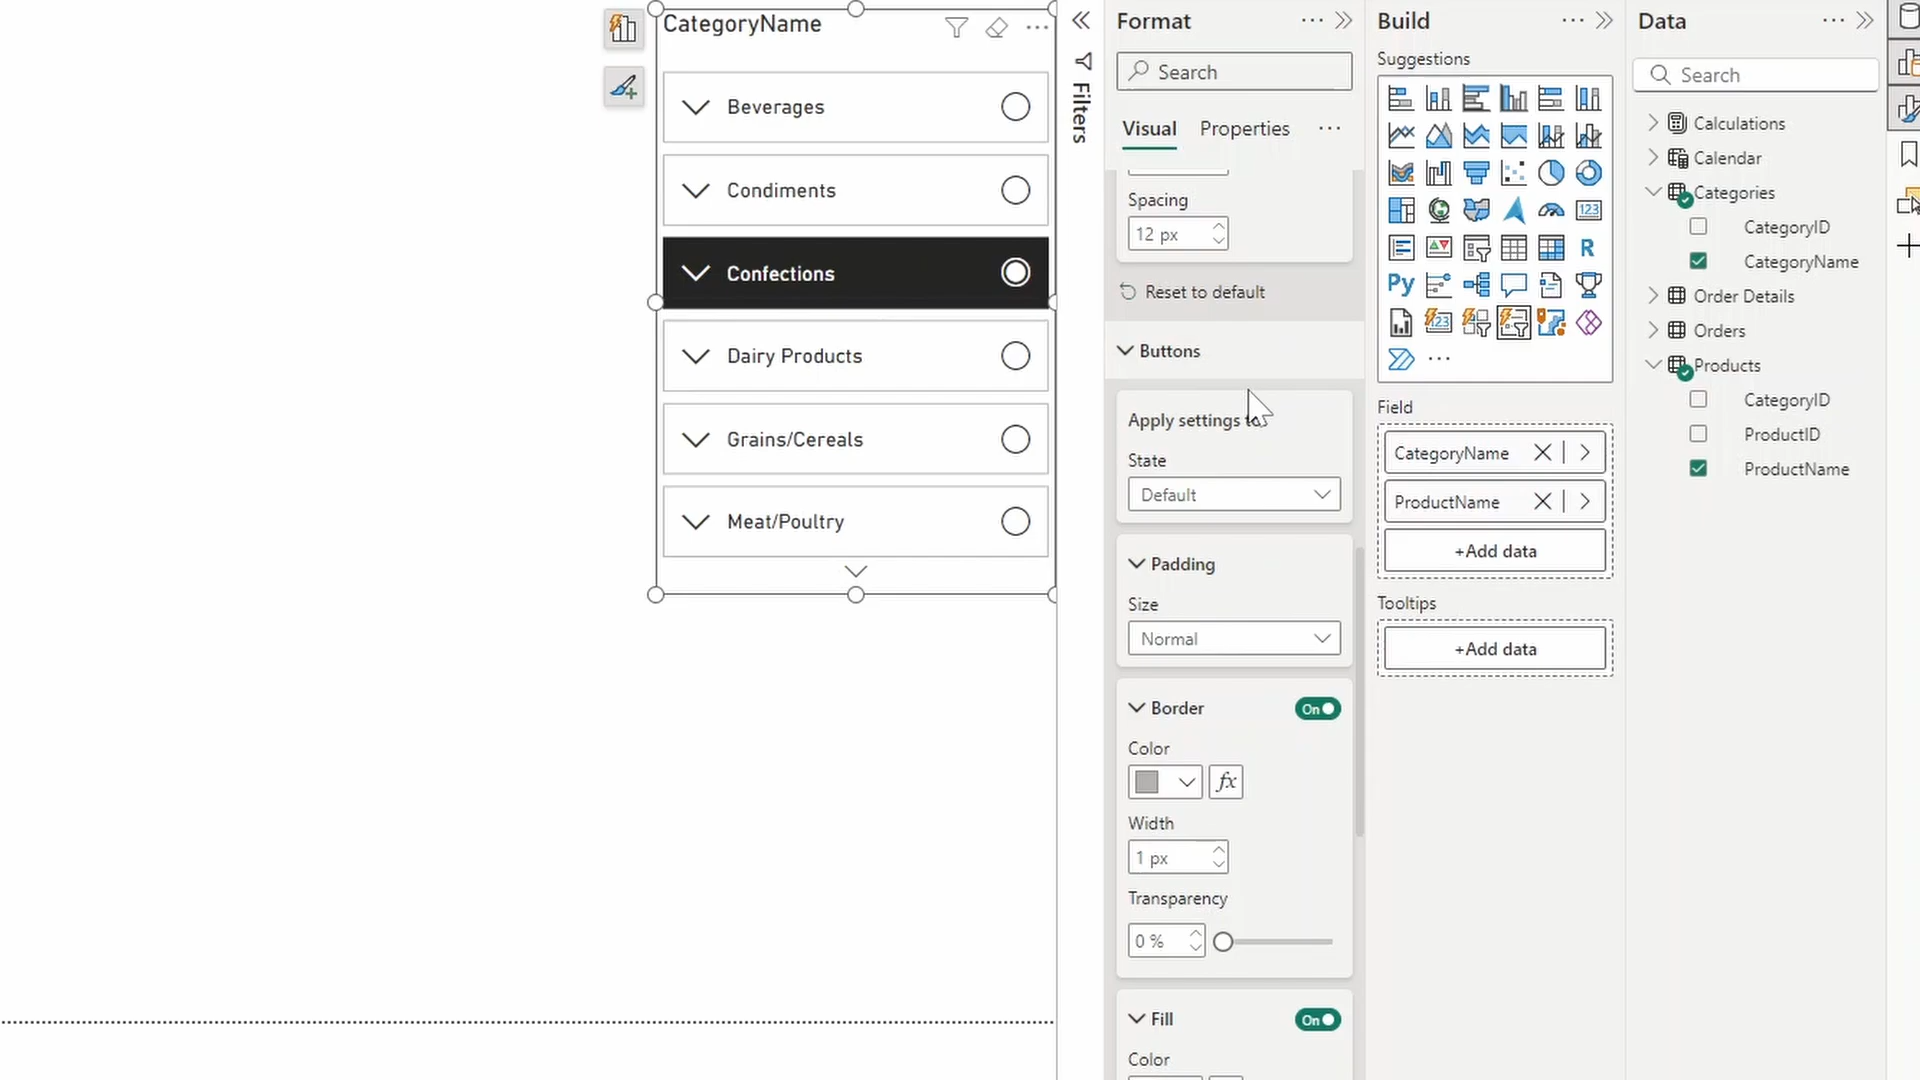 CategoryName
Beverages
Condiments
Confections
Dairy Products
Grains/Cereals
Meat/Poultry
Filters
Format
Search
Visual
Properties
Spacing
12 px
Reset to default
Buttons
Apply settings
State
Default
Padding
Size
Normal
Border
On
Color
fx
Width
1 px
Transparency
0 %
Fill
On
Color
Build
Suggestions
123
R
Py
123
Field
CategoryName
ProductName
+Add data
Tooltips
+Add data
Data
Search
Calculations
Calendar
Categories
CategoryID
CategoryName
Order Details
Orders
Products
CategoryID
ProductID
ProductName